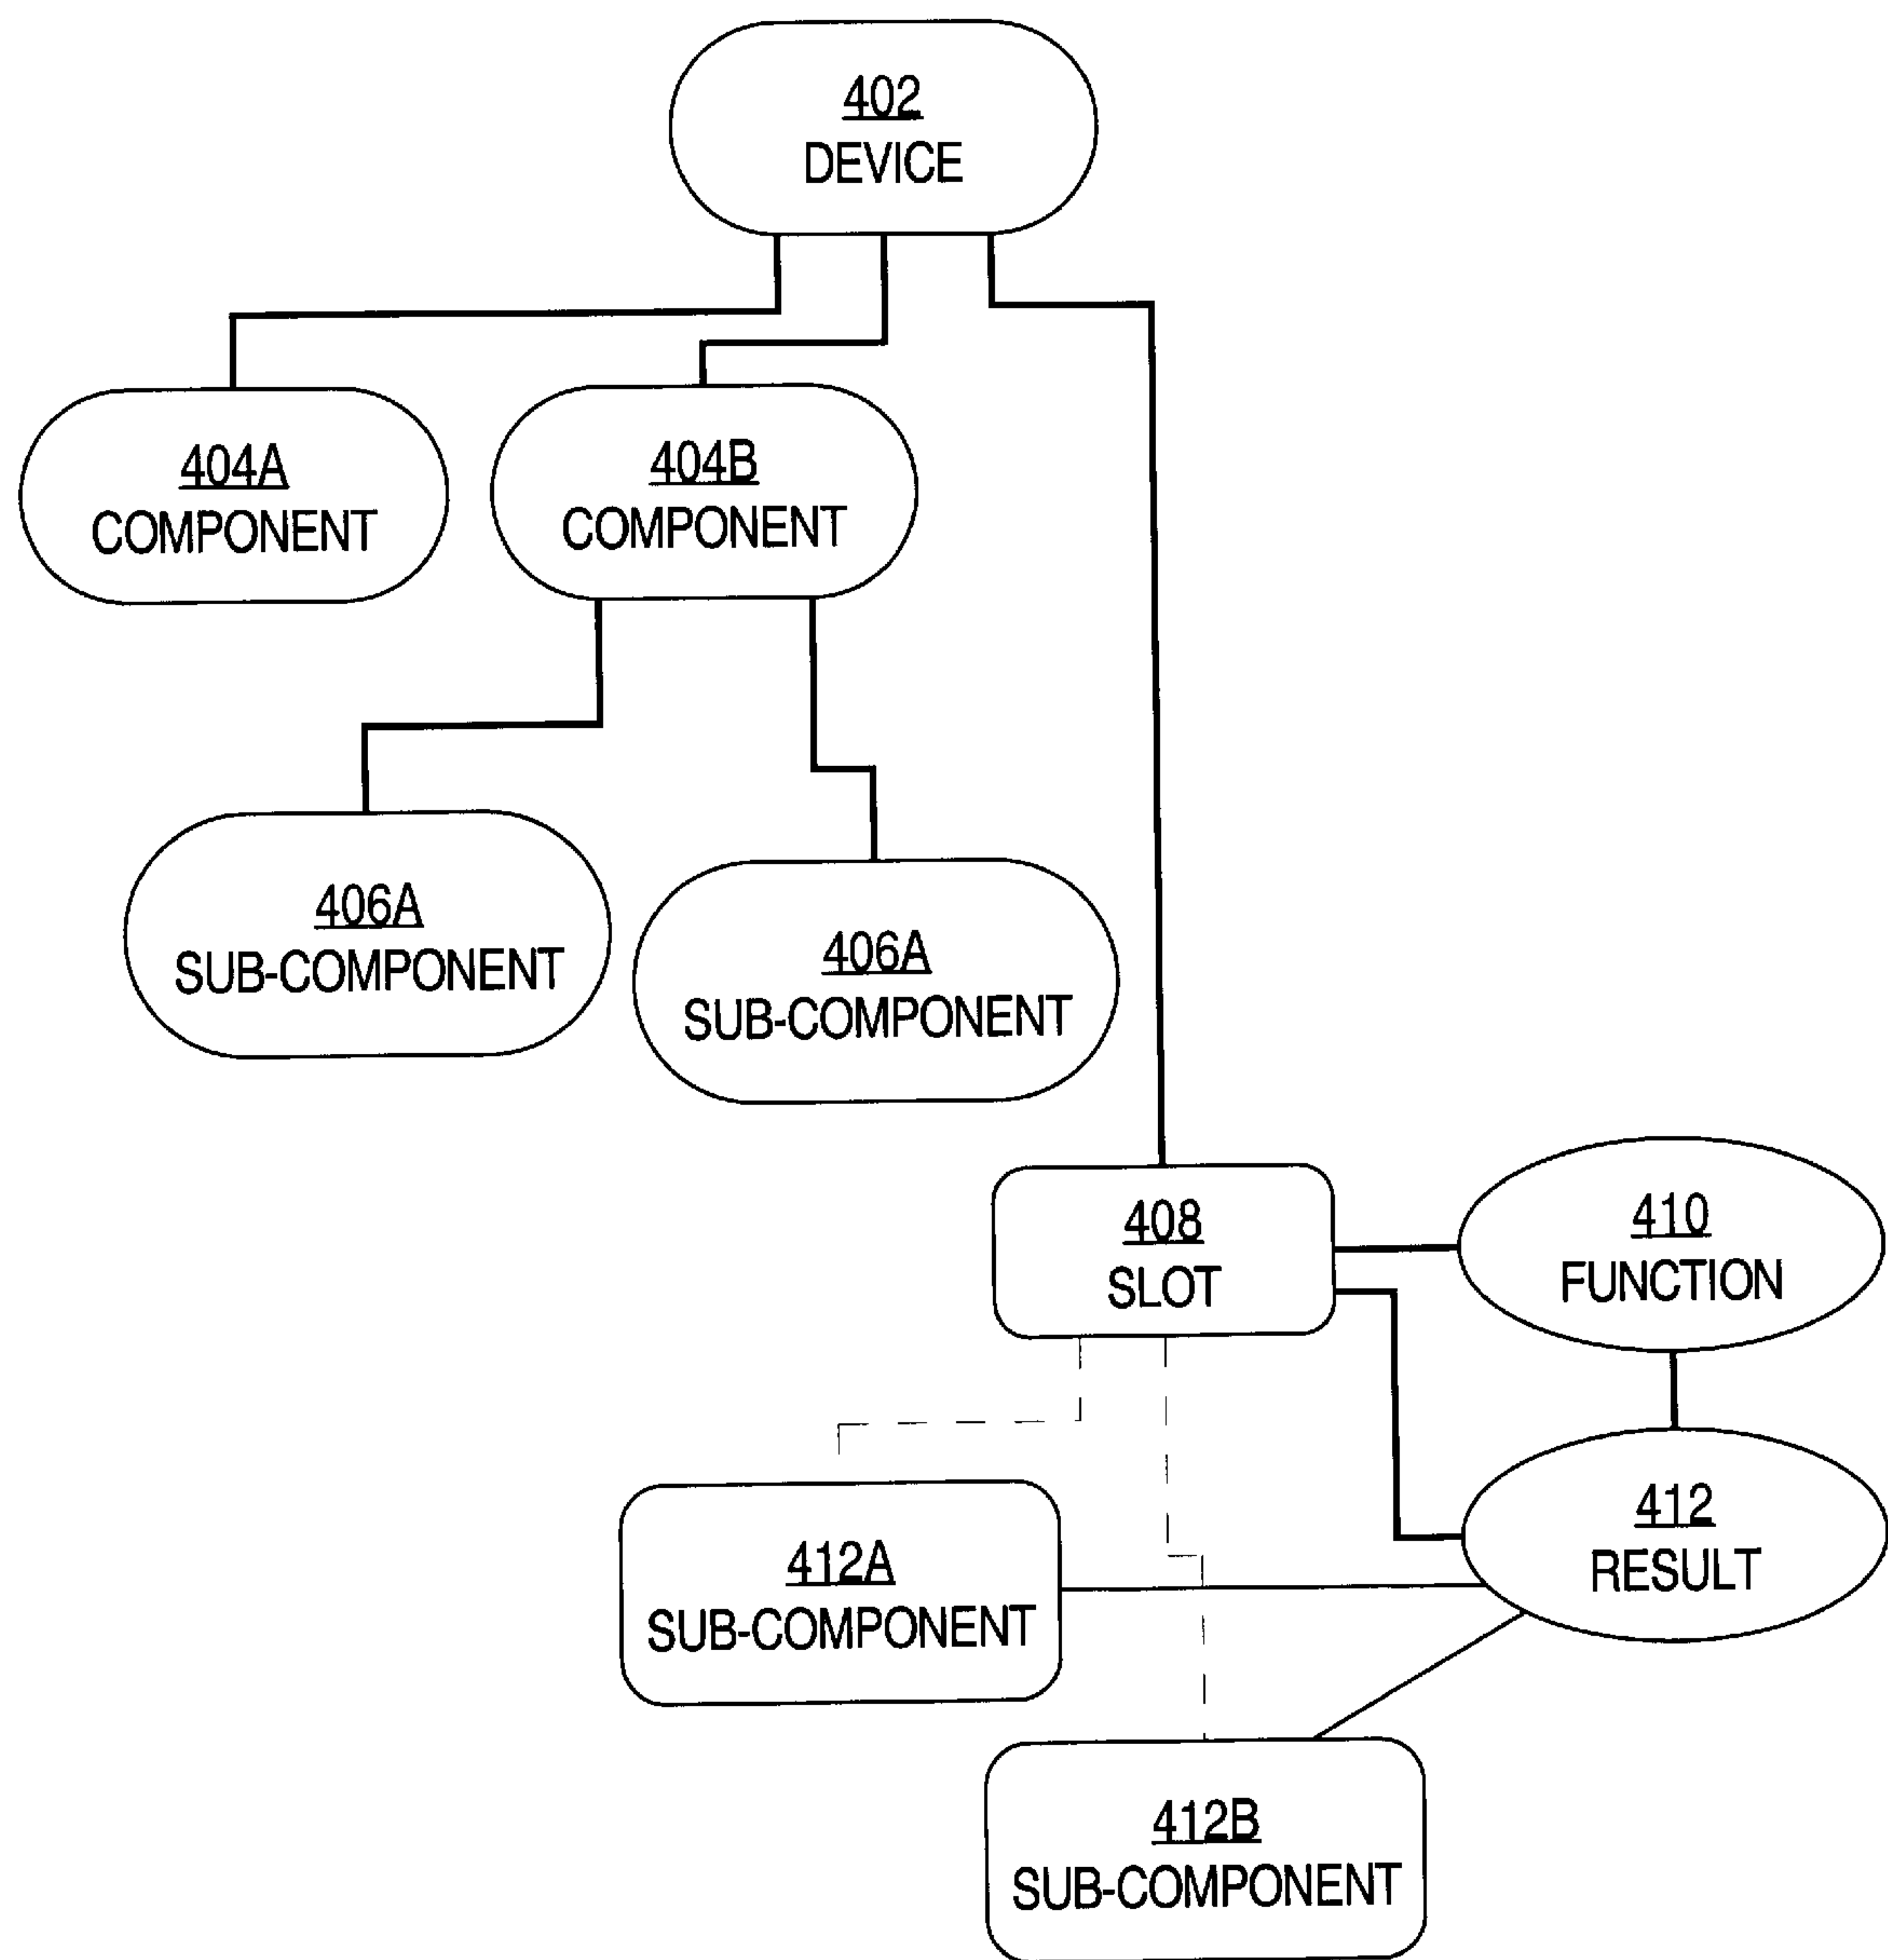 402
DEVICE
404A
COMPONENT
404B
COMPONENT
406A
SUB-COMPONENT
406A
SUB-COMPONENT
408
SLOT
410
FUNCTION
412
RESULT
412A
SUB-COMPONENT
412B
SUB-COMPONENT